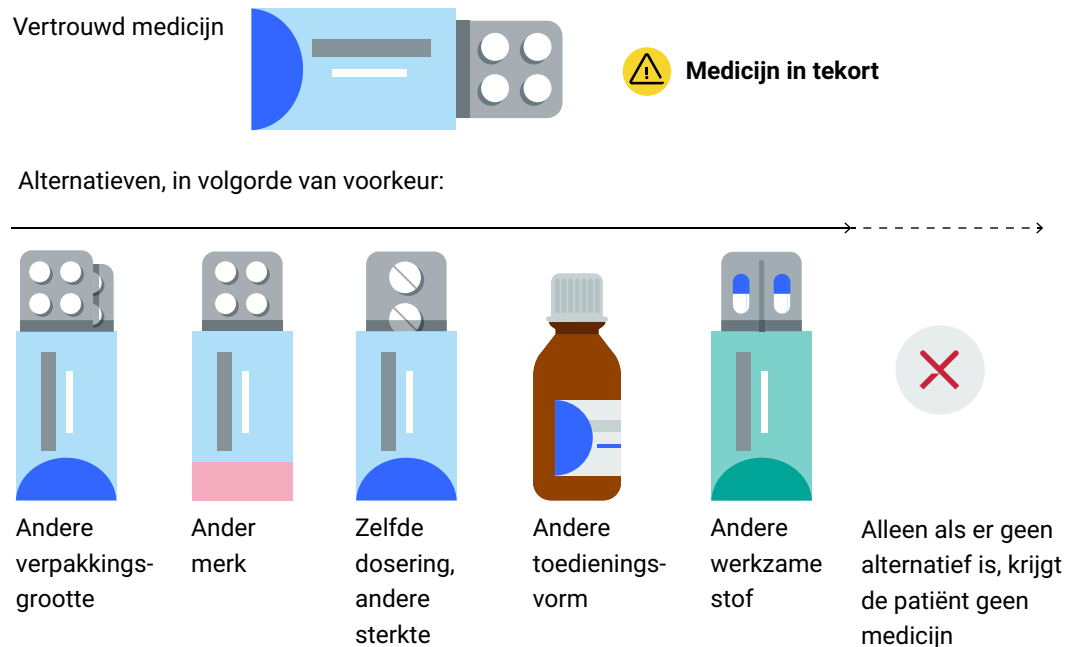 Vertrouwd medicijn
Medicijn in tekort
Alternatieven, in volgorde van voorkeur:
Andere
verpakkings-
grootte
Ander
merk
Zelfde
dosering,
andere
sterkte
Andere
toedienings-
vorm
Andere
werkzame
stof
Alleen als er geen
alternatief is, krijgt
de patiënt geen
medicijn